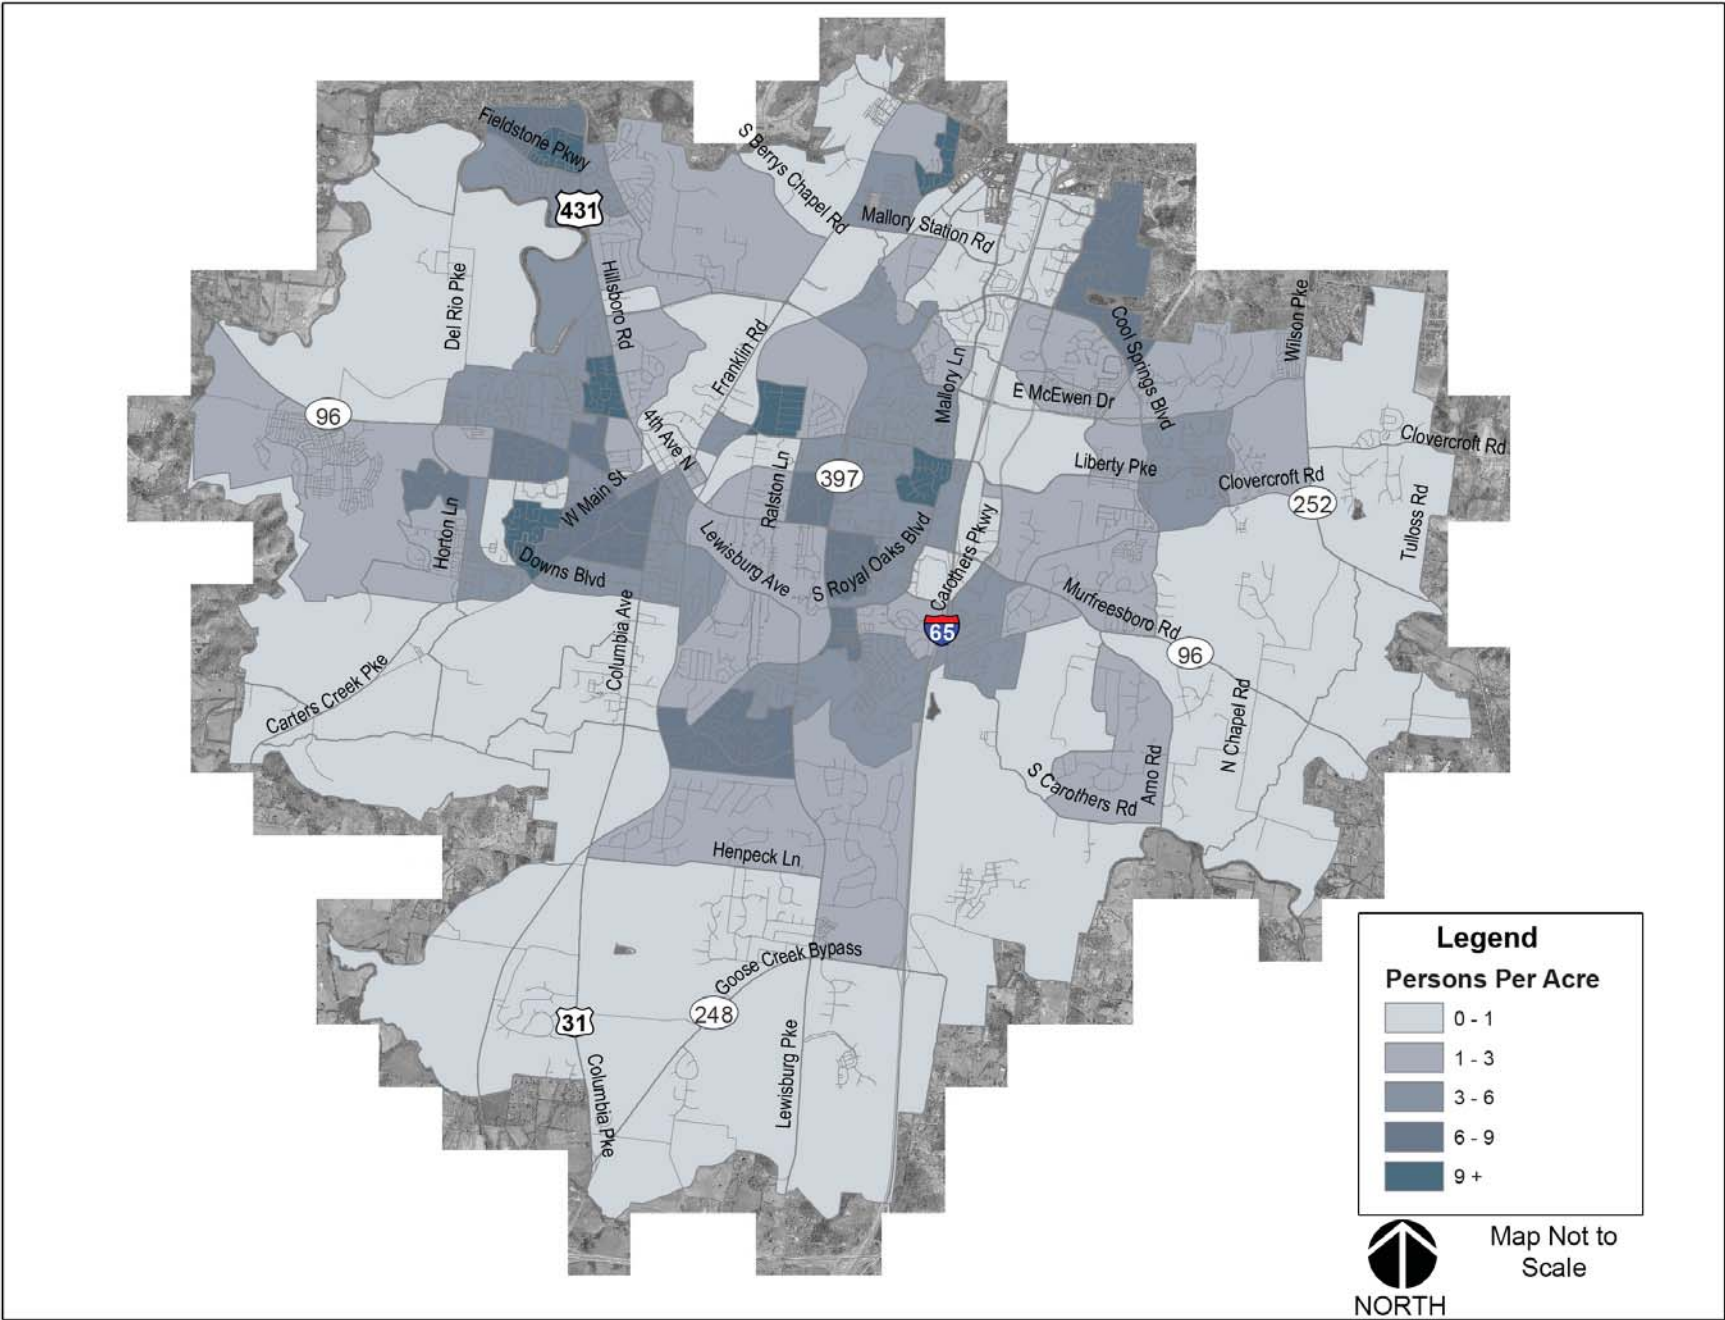 Fieldstone Pkwy
S Berrys Chapel Rd
431
Mallory Station Rd
Del Rio Pke
Hillsboro Rd
Franklin Rd
Mallory Ln
Cool Springs Blvd
Wilson Pke
E McEwen Dr
96
4th Ave N
Clovercroft Rd
Liberty Pke
Clovercroft Rd
397
Ralston Ln
W Main St
252
Horton Ln
Tulloss Rd
Lewisburg Ave
S Royal Oaks Blvd
Carothers Pkwy
Downs Blvd
Murfreesboro Rd
65
96
Columbia Ave
Carters Creek Pke
N Chapel Rd
S Carothers Rd
Arno Rd
Henpeck Ln
Goose Creek Bypass
248
31
Lewisburg Pke
Columbia Pke
Legend
Persons Per Acre
0 - 1
1 - 3
3 - 6
6 - 9
9 +
Map Not to
Scale
NORTH